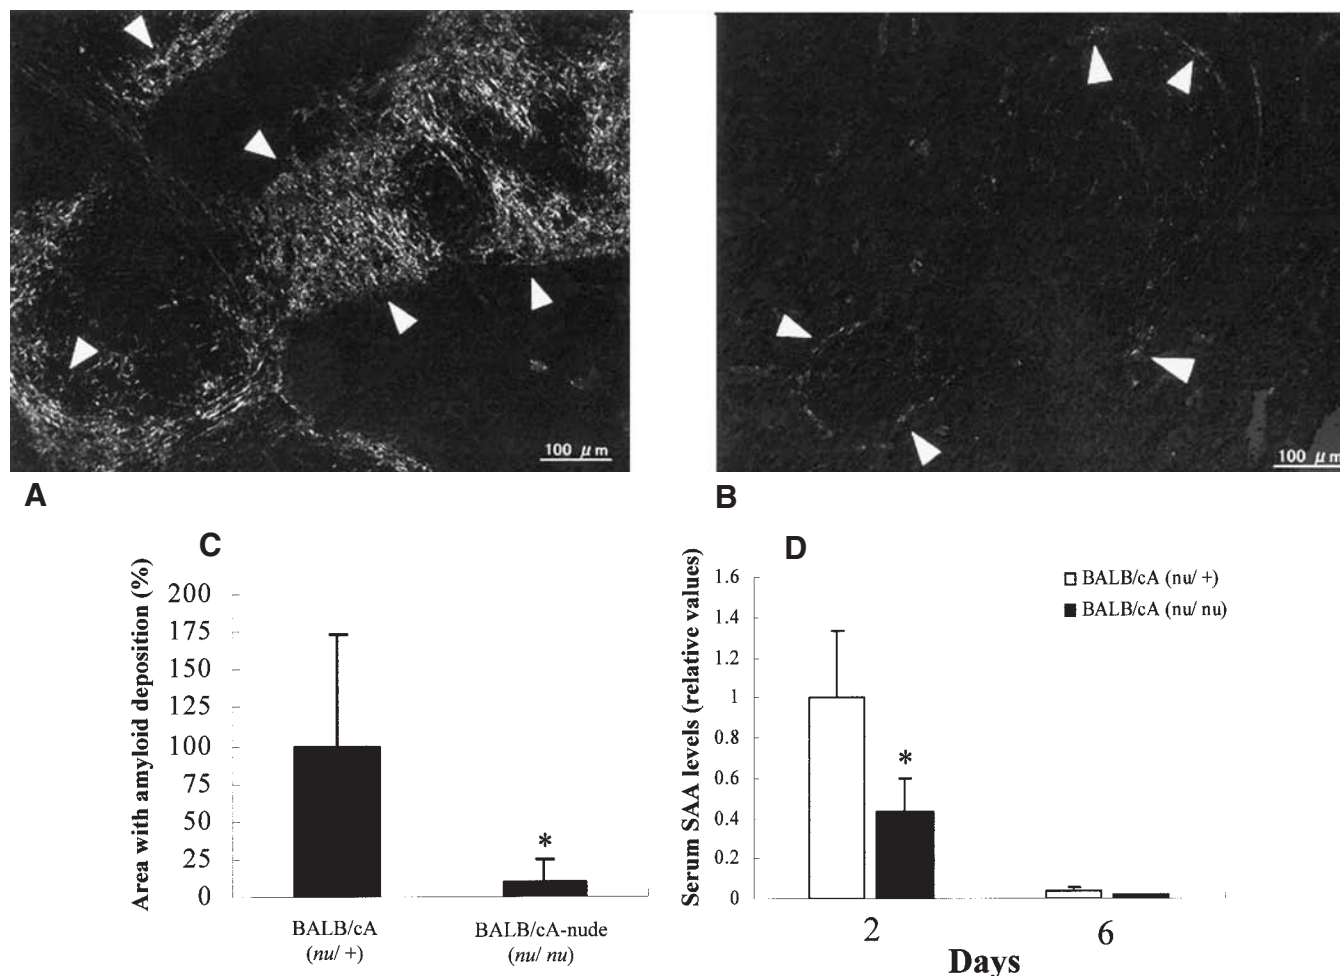 100 μm
100 μm
A
B
C
Area with amyloid deposition (%)
200
175
150
125
100
75
50
25
0
*
BALB/cA
(nu/ +)
BALB/cA-nude
(nu/ nu)
D
Serum SAA levels (relative values)
1.6
1.4
1.2
1
0.8
0.6
0.4
0.2
0
*
BALB/cA (nu/ +)
BALB/cA (nu/ nu)
2
6
Days